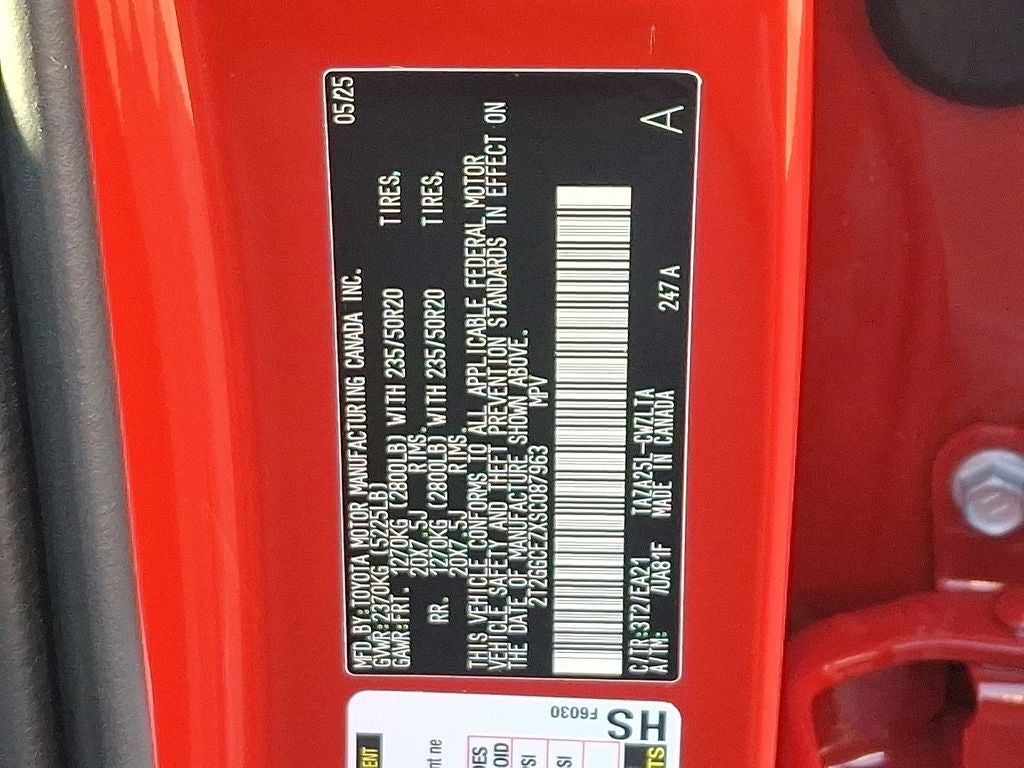 MFD.BY:TOYOTA MOTOR MANUFACTURING CANADA INC. 05/25
GVWR:2370KG (5225LB)
GAWR:FRT. 1270KG (2800LB) WITH 235/50R20 TIRES,
20X7.5J RIMS.
RR. 1270KG (2800LB) WITH 235/50R20 TIRES,
20X7.5J RIMS.
THIS VEHICLE CONFORMS TO ALL APPLICABLE FEDERAL MOTOR
VEHICLE SAFETY AND THEFT PREVENTION STANDARDS IN EFFECT ON
THE DATE OF MANUFACTURE SHOWN ABOVE.
2T2GGCEZXSC087963 MPV
C/TR:3T2/EA21 TAZA25L-CWZLTA 247A
A/TM: /UA81F MADE IN CANADA A
HS
F6030